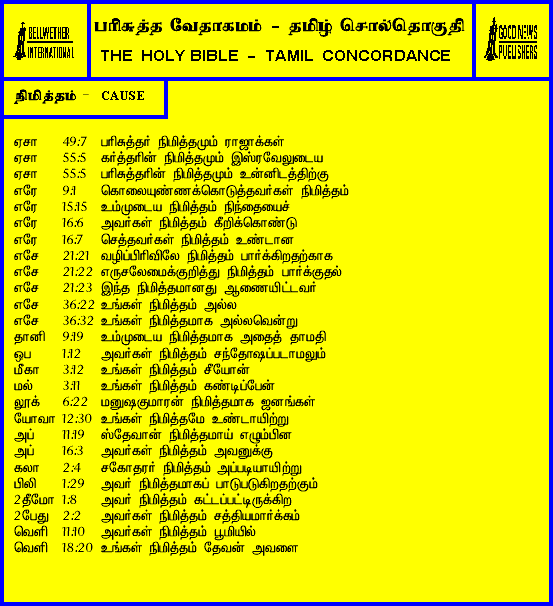 BELLWETHER
INTERNATIONAL
பரிசுத்த வேதாகமம் - தமிழ் சொல்தொகுதி
THE HOLY BIBLE - TAMIL CONCORDANCE
GOOD NEWS
PUBLISHERS
நிமித்தம் - CAUSE
ஏசா 49:7 பரிசுத்தர் நிமித்தமும் ராஜாக்கள்
ஏசா 55:5 கர்த்தரின் நிமித்தமும் இஸ்ரவேலுடைய
ஏசா 55:5 பரிசுத்தரின் நிமித்தமும் உன்னிடத்திற்கு
எரே 9:1 கொலையுண்ணக்கொடுத்தவர்கள் நிமித்தம்
எரே 15:15 உம்முடைய நிமித்தம் நிந்தையைச்
எரே 16:6 அவர்கள் நிமித்தம் கீறிக்கொண்டு
எரே 16:7 செத்தவர்கள் நிமித்தம் உண்டான
எசே 21:21 வழிப்பிரிவிலே நிமித்தம் பார்க்கிறதற்காக
எசே 21:22 எருசலேமைக்குறித்து நிமித்தம் பார்க்குதல்
எசே 21:23 இந்த நிமித்தமானது ஆணையிட்டவர்
எசே 36:22 உங்கள் நிமித்தம் அல்ல
எசே 36:32 உங்கள் நிமித்தமாக அல்லவென்று
தானி 9:19 உம்முடைய நிமித்தமாக அதைத் தாமதி
ஒப 1:12 அவர்கள் நிமித்தம் சந்தோஷப்படாமலும்
மீகா 3:12 உங்கள் நிமித்தம் சீயோன்
மல் 3:11 உங்கள் நிமித்தம் கண்டிப்பேன்
லூக் 6:22 மனுஷகுமாரன் நிமித்தமாக ஜனங்கள்
யோவா 12:30 உங்கள் நிமித்தமே உண்டாயிற்று
அப் 11:19 ஸ்தேவான் நிமித்தமாய் எழும்பின
அப் 16:3 அவர்கள் நிமித்தம் அவனுக்கு
கலா 2:4 சகோதரர் நிமித்தம் அப்படியாயிற்று
பிலி 1:29 அவர் நிமித்தமாகப் பாடுபடுகிறதற்கும்
2தீமோ 1:8 அவர் நிமித்தம் கட்டப்பட்டிருக்கிற
2பேது 2:2 அவர்கள் நிமித்தம் சத்தியமார்க்கம்
வெளி 11:10 அவர்கள் நிமித்தம் பூமியில்
வெளி 18:20 உங்கள் நிமித்தம் தேவன் அவளை